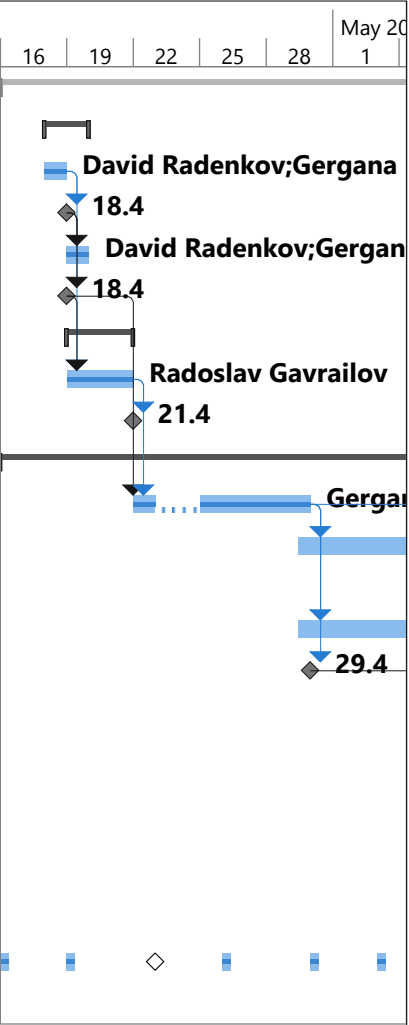 May 20
16 19 22 25 28 1
David Radenkov;Gergana
18.4
David Radenkov;Gergan
18.4
Radoslav Gavrailov
21.4
Gergar
29.4